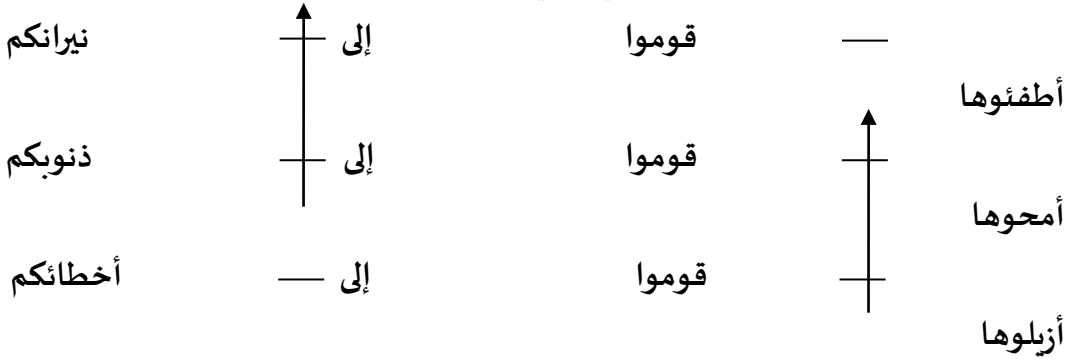 قوموا إلى نيرانكم
أطفئوها
قوموا إلى ذنوبكم
أمحوها
قوموا إلى أخطائكم
أزيلوها